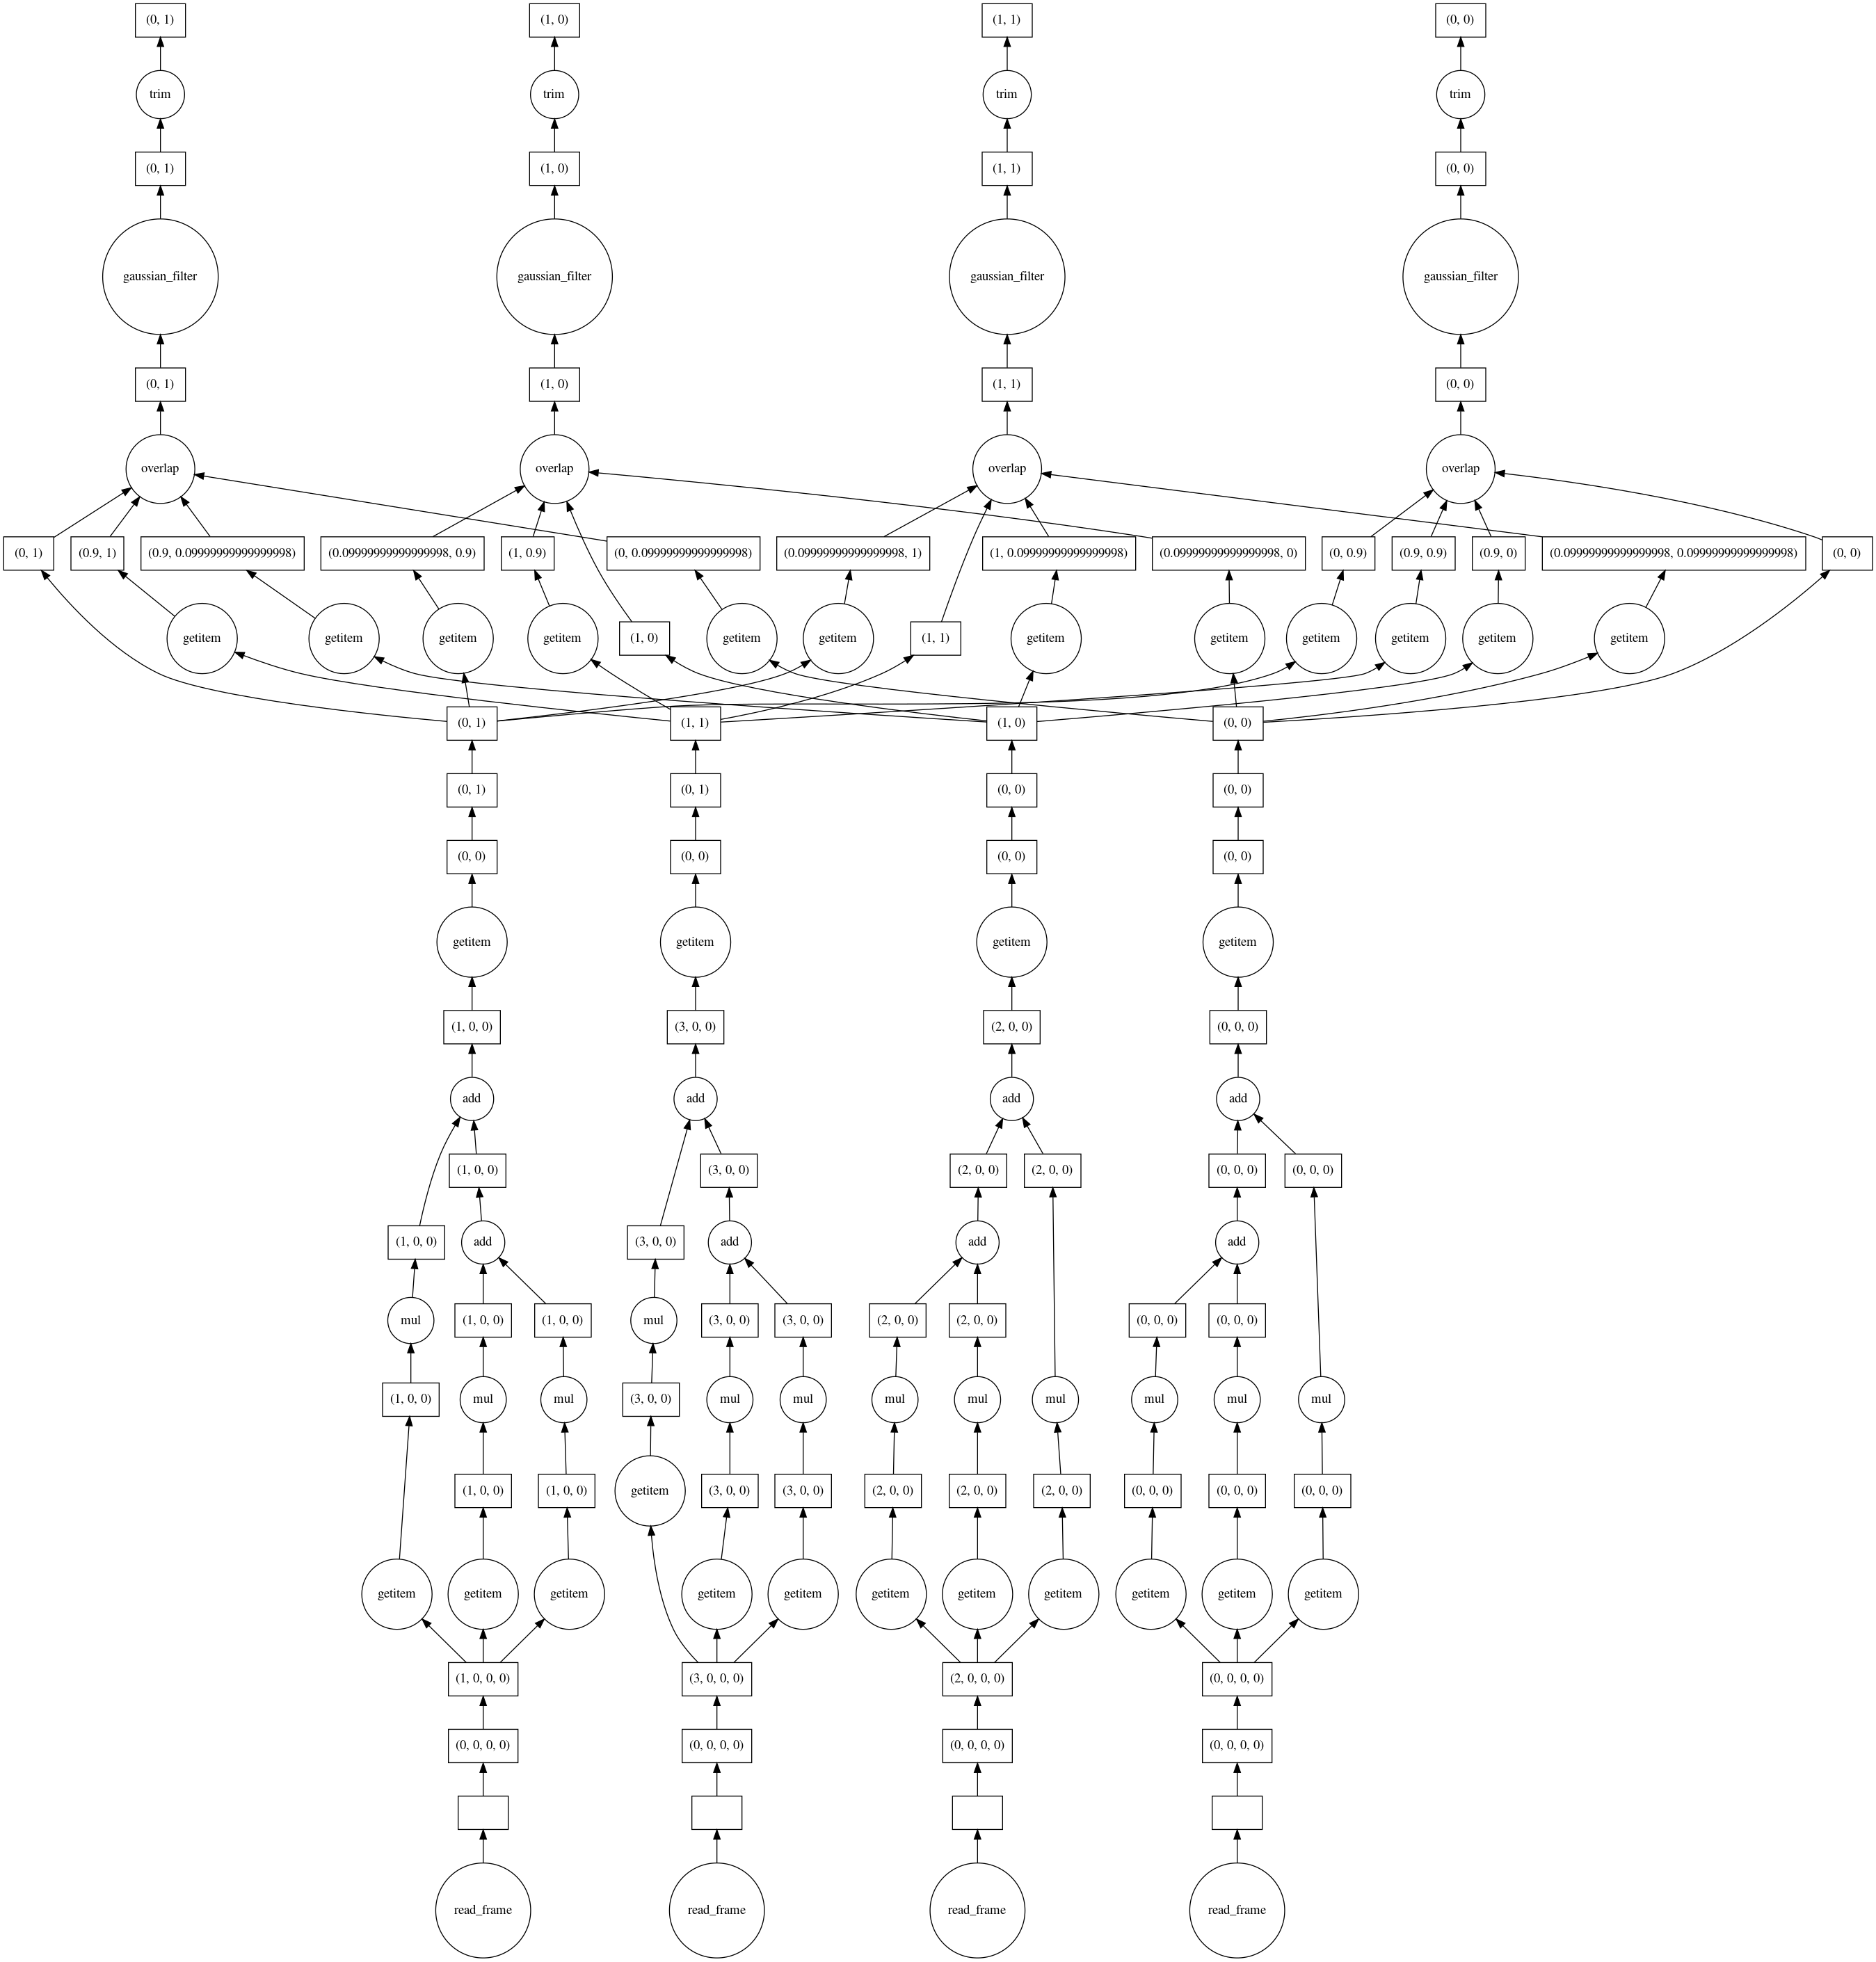 (0, 1)
(1, 0)
(1, 1)
(0, 0)
trim
trim
trim
trim
(0, 1)
(1, 0)
(1, 1)
(0, 0)
gaussian_filter
gaussian_filter
gaussian_filter
gaussian_filter
(0, 1)
(1, 0)
(1, 1)
(0, 0)
overlap
overlap
overlap
overlap
(0, 1)
(0.9, 1)
(0.9, 0.09999999999999998)
(0.09999999999999998, 0.9)
(1, 0.9)
(0, 0.09999999999999998)
(0.09999999999999998, 1)
(1, 0.09999999999999998)
(0.09999999999999998, 0)
(0, 0.9)
(0.9, 0.9)
(0.9, 0)
(0.09999999999999998, 0.09999999999999998)
(0, 0)
getitem
getitem
getitem
getitem
(1, 0)
getitem
getitem
(1, 1)
getitem
getitem
getitem
getitem
getitem
getitem
(0, 1)
(1, 1)
(1, 0)
(0, 0)
(0, 1)
(0, 1)
(0, 0)
(0, 0)
(0, 0)
(0, 0)
(0, 0)
(0, 0)
getitem
getitem
getitem
getitem
(1, 0, 0)
(3, 0, 0)
(2, 0, 0)
(0, 0, 0)
add
add
add
add
(1, 0, 0)
(3, 0, 0)
(2, 0, 0)
(2, 0, 0)
(0, 0, 0)
(0, 0, 0)
(1, 0, 0)
add
(3, 0, 0)
add
add
add
mul
(1, 0, 0)
(1, 0, 0)
mul
(3, 0, 0)
(3, 0, 0)
(2, 0, 0)
(2, 0, 0)
(0, 0, 0)
(0, 0, 0)
(1, 0, 0)
mul
mul
(3, 0, 0)
mul
mul
mul
mul
mul
mul
mul
mul
(1, 0, 0)
(1, 0, 0)
getitem
(3, 0, 0)
(3, 0, 0)
(2, 0, 0)
(2, 0, 0)
(2, 0, 0)
(0, 0, 0)
(0, 0, 0)
(0, 0, 0)
getitem
getitem
getitem
getitem
getitem
getitem
getitem
getitem
getitem
getitem
getitem
(1, 0, 0, 0)
(3, 0, 0, 0)
(2, 0, 0, 0)
(0, 0, 0, 0)
(0, 0, 0, 0)
(0, 0, 0, 0)
(0, 0, 0, 0)
(0, 0, 0, 0)
read_frame
read_frame
read_frame
read_frame